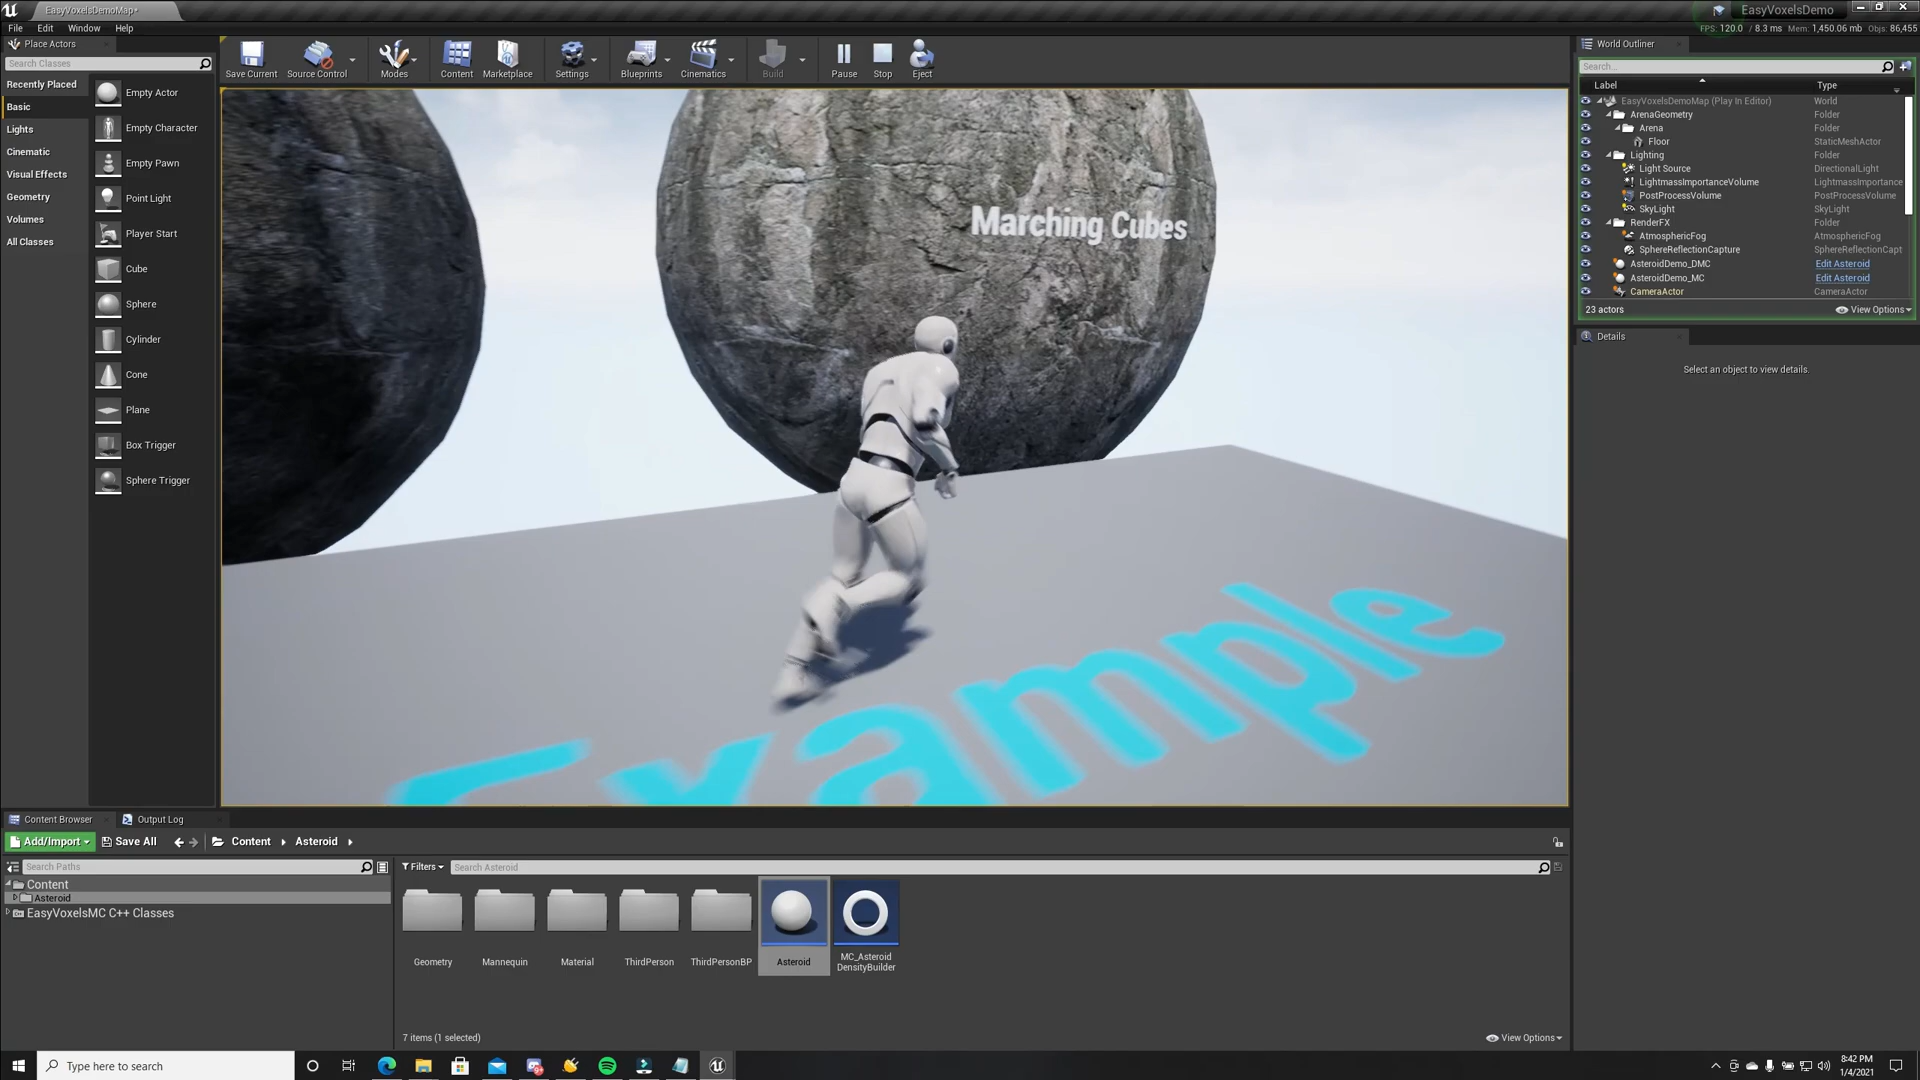 EasyVoxelsDemoMap*
EasyVoxelsDemo
File Edit Window Help
FPS: 120.0 / 8.3 ms Mem: 1,450.06 mb Objs: 86,455
Place Actors
Search Classes
Recently Placed
Basic
Lights
Cinematic
Visual Effects
Geometry
Volumes
All Classes
Empty Actor
Empty Character
Empty Pawn
Point Light
Player Start
Cube
Sphere
Cylinder
Cone
Plane
Box Trigger
Sphere Trigger
Save Current Source Control Modes Content Marketplace Settings Blueprints Cinematics Build Pause Stop Eject
Marching Cubes
Example
World Outliner
Search...
Label Type
EasyVoxelsDemoMap (Play In Editor) World
ArenaGeometry Folder
Arena Folder
Floor StaticMeshActor
Lighting Folder
Light Source DirectionalLight
LightmassImportanceVolume LightmassImportance
PostProcessVolume PostProcessVolume
SkyLight SkyLight
RenderFX Folder
AtmosphericFog AtmosphericFog
SphereReflectionCapture SphereReflectionCapt
AsteroidDemo_DMC Edit Asteroid
AsteroidDemo_MC Edit Asteroid
CameraActor CameraActor
23 actors View Options
Details
Select an object to view details.
Content Browser Output Log
Add/Import Save All Content Asteroid
Search Paths
Content
Asteroid
EasyVoxelsMC C++ Classes
Filters Search Asteroid
Geometry Mannequin Material ThirdPerson ThirdPersonBP Asteroid MC_Asteroid
DensityBuilder
7 items (1 selected) View Options
Type here to search
8:42 PM
1/4/2021